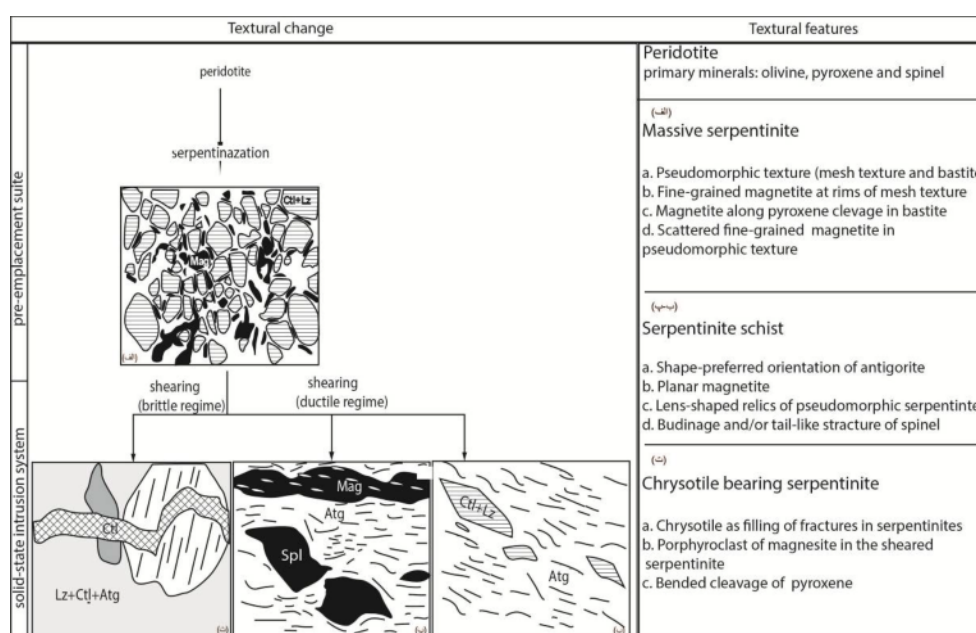 Textural change
Textural features
pre-emplacement suite
solid-state intrusion system
peridotite
serpentinazation
Ctl+Lz
Mag
(الف)
shearing
(brittle regime)
shearing
(ductile regime)
Ctl
Lz+Ctl+Atg
(ت)
Mag
Atg
Spl
Ctl+Lz
Atg
Peridotite
primary minerals: olivine, pyroxene and spinel
(الف)
Massive serpentinite
a. Pseudomorphic texture (mesh texture and bastite
b. Fine-grained magnetite at rims of mesh texture
c. Magnetite along pyroxene clevage in bastite
d. Scattered fine-grained magnetite in
pseudomorphic texture
Serpentinite schist
a. Shape-preferred orientation of antigorite
b. Planar magnetite
c. Lens-shaped relics of pseudomorphic serpentinte
d. Budinage and/or tail-like stracture of spinel
(ت)
Chrysotile bearing serpentinite
a. Chrysotile as filling of fractures in serpentinites
b. Porphyroclast of magnesite in the sheared
serpentinite
c. Bended cleavage of pyroxene